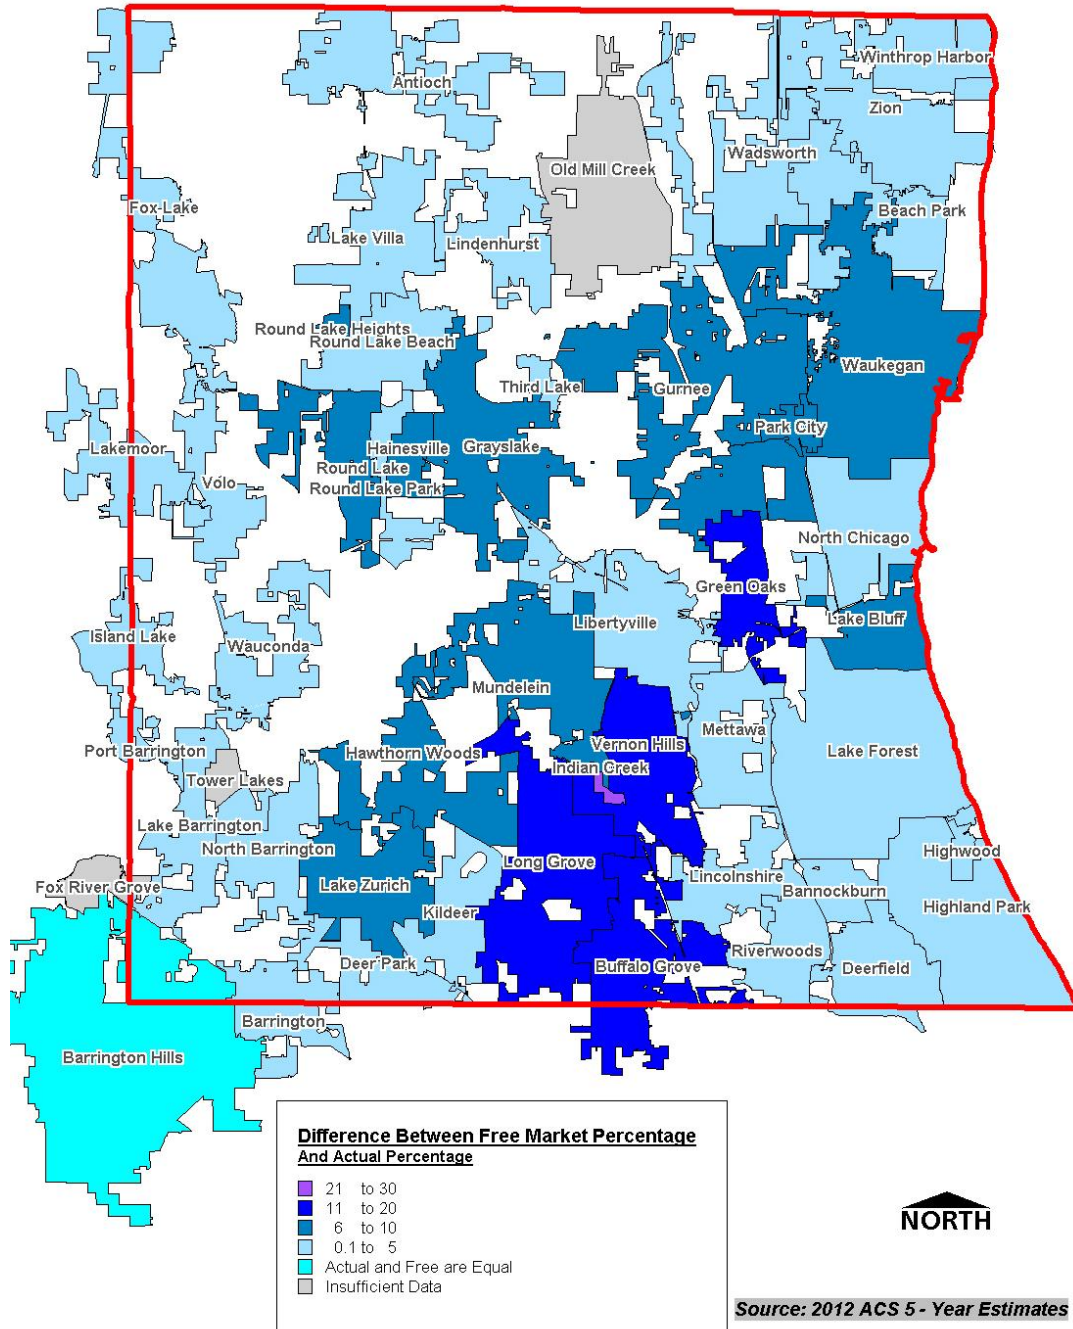 Winthrop Harbor
Antioch
Zion
Wadsworth
Old Mill Creek
Fox Lake
Beach Park
Lake Villa
Lindenhurst
Round Lake Heights
Round Lake Beach
Waukegan
Third Lake
Gurnee
Park City
Lakemoor
Hainesville
Grayslake
Round Lake
Volo
Round Lake Park
North Chicago
Green Oaks
Island Lake
Wauconda
Libertyville
Lake Bluff
Mundelein
Mettawa
Port Barrington
Hawthorn Woods
Vernon Hills
Lake Forest
Indian Creek
Tower Lakes
Lake Barrington
North Barrington
Highwood
Long Grove
Fox River Grove
Lake Zurich
Lincolnshire
Bannockburn
Kildeer
Highland Park
Riverwoods
Deer Park
Buffalo Grove
Deerfield
Barrington
Barrington Hills
Difference Between Free Market Percentage
And Actual Percentage
21 to 30
11 to 20
6 to 10
0.1 to 5
Actual and Free are Equal
Insufficient Data
NORTH
Source: 2012 ACS 5 - Year Estimates